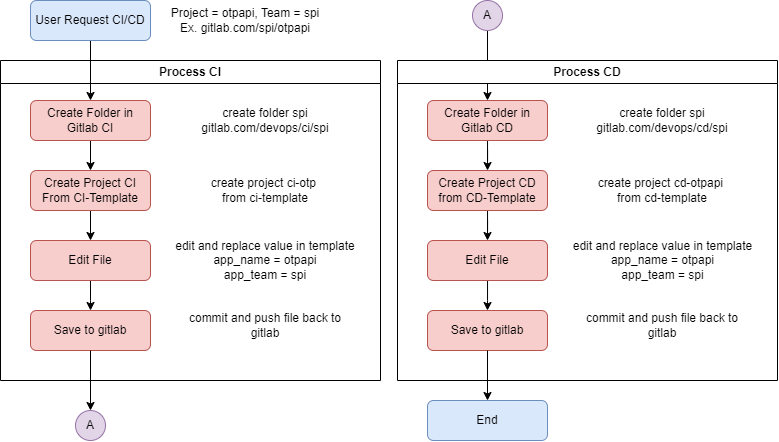 User Request CI/CD
Project = otpapi, Team = spi
Ex. gitlab.com/spi/otpapi
Process CI
Create Folder in
Gitlab CI
create folder spi
gitlab.com/devops/ci/spi
Create Project CI
From CI-Template
create project ci-otp
from ci-template
Edit File
edit and replace value in template
app_name = otpapi
app_team = spi
Save to gitlab
commit and push file back to
gitlab
A
A
Process CD
Create Folder in
Gitlab CD
create folder spi
gitlab.com/devops/cd/spi
Create Project CD
from CD-Template
create project cd-otpapi
from cd-template
Edit File
edit and replace value in template
app_name = otpapi
app_team = spi
Save to gitlab
commit and push file back to
gitlab
End